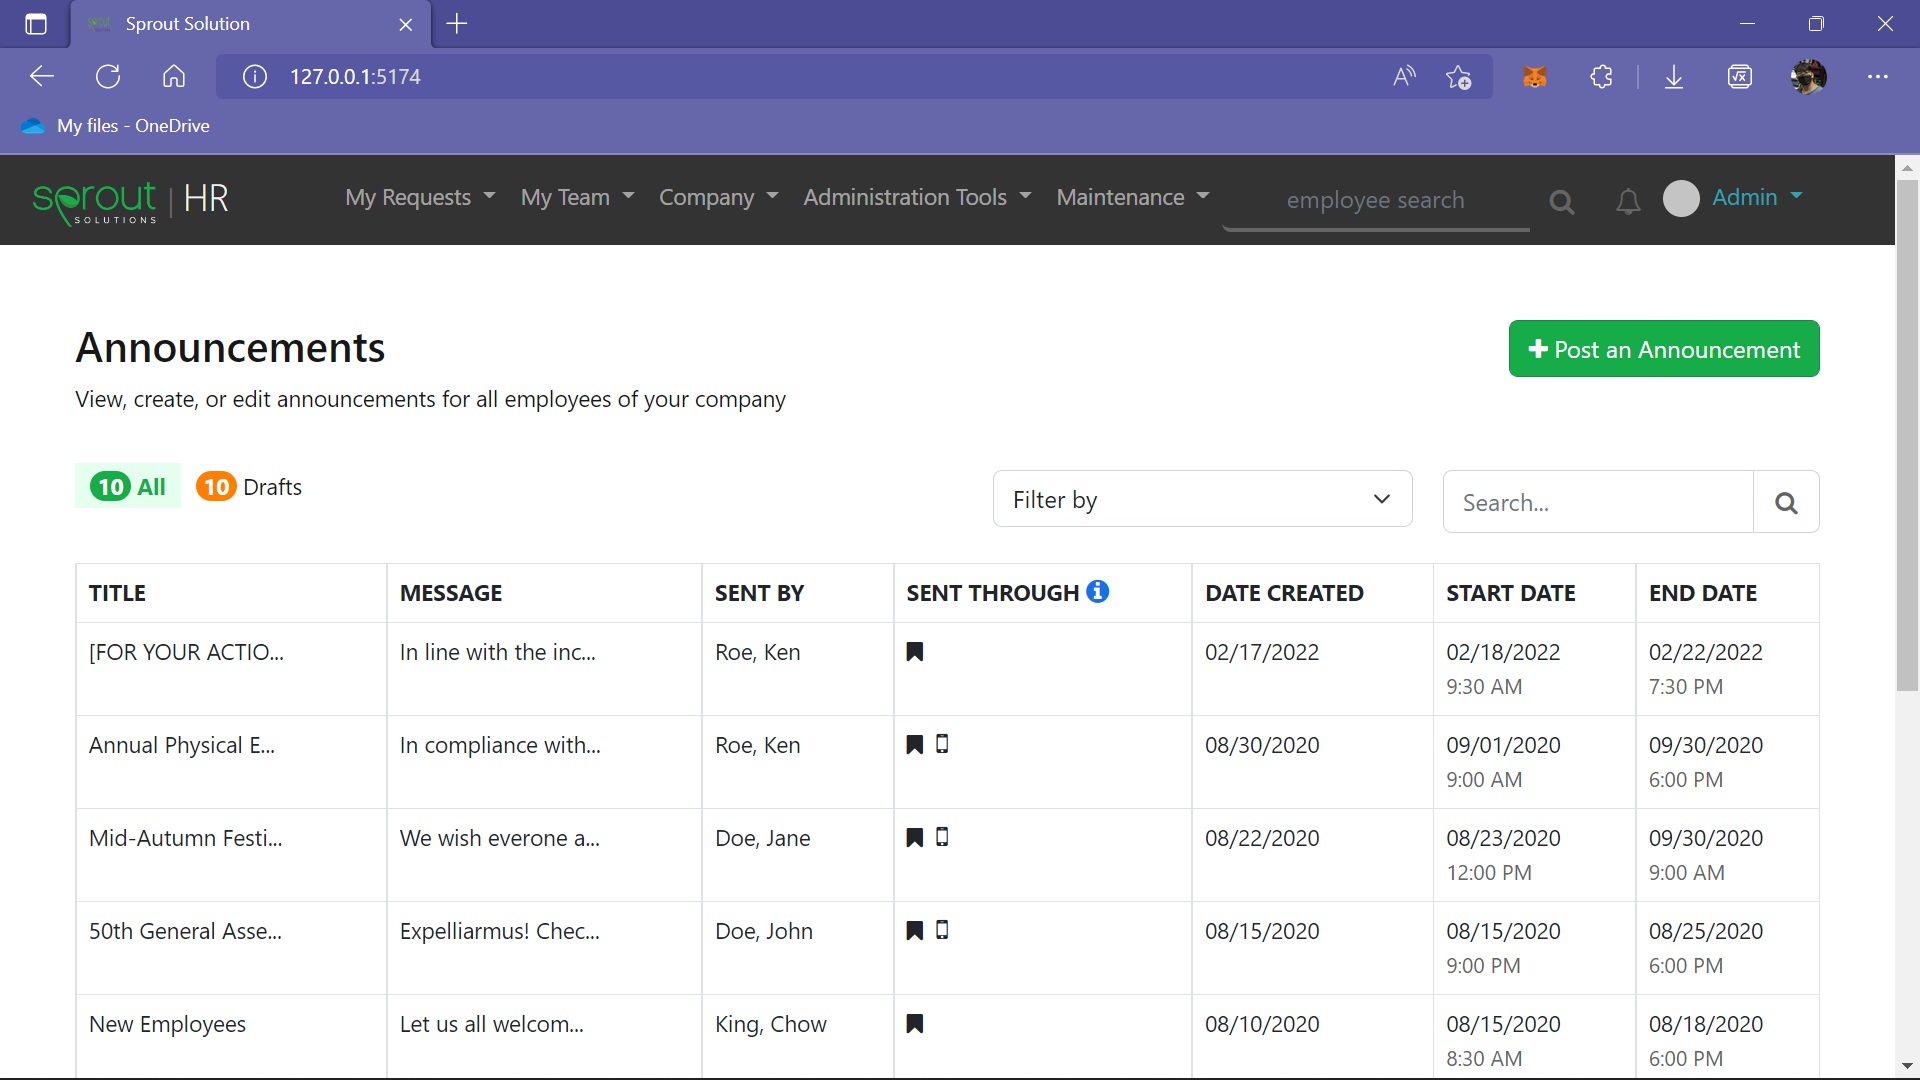 Sprout Solution
127.0.0.1:5174
My files - OneDrive
sprout SOLUTIONS | HR
My Requests My Team Company Administration Tools Maintenance employee search Admin
Announcements
Post an Announcement
View, create, or edit announcements for all employees of your company
10 All 10 Drafts Filter by Search...
TITLE MESSAGE SENT BY SENT THROUGH DATE CREATED START DATE END DATE
[FOR YOUR ACTIO... In line with the inc... Roe, Ken 02/17/2022 02/18/2022 02/22/2022
9:30 AM 7:30 PM
Annual Physical E... In compliance with... Roe, Ken 08/30/2020 09/01/2020 09/30/2020
9:00 AM 6:00 PM
Mid-Autumn Festi... We wish everone a... Doe, Jane 08/22/2020 08/23/2020 09/30/2020
12:00 PM 9:00 AM
50th General Asse... Expelliarmus! Chec... Doe, John 08/15/2020 08/15/2020 08/25/2020
9:00 PM 6:00 PM
New Employees Let us all welcom... King, Chow 08/10/2020 08/15/2020 08/18/2020
8:30 AM 6:00 PM